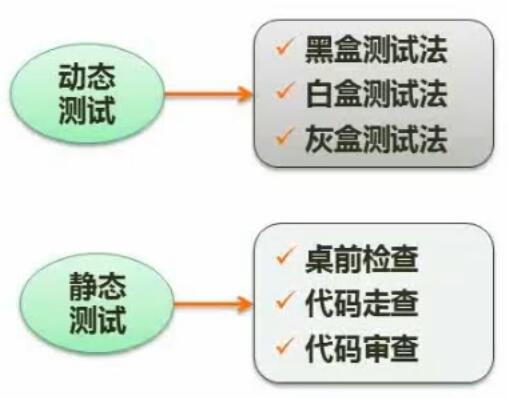 动态
测试
黑盒测试法
白盒测试法
灰盒测试法
静态
测试
桌前检查
代码走查
代码审查